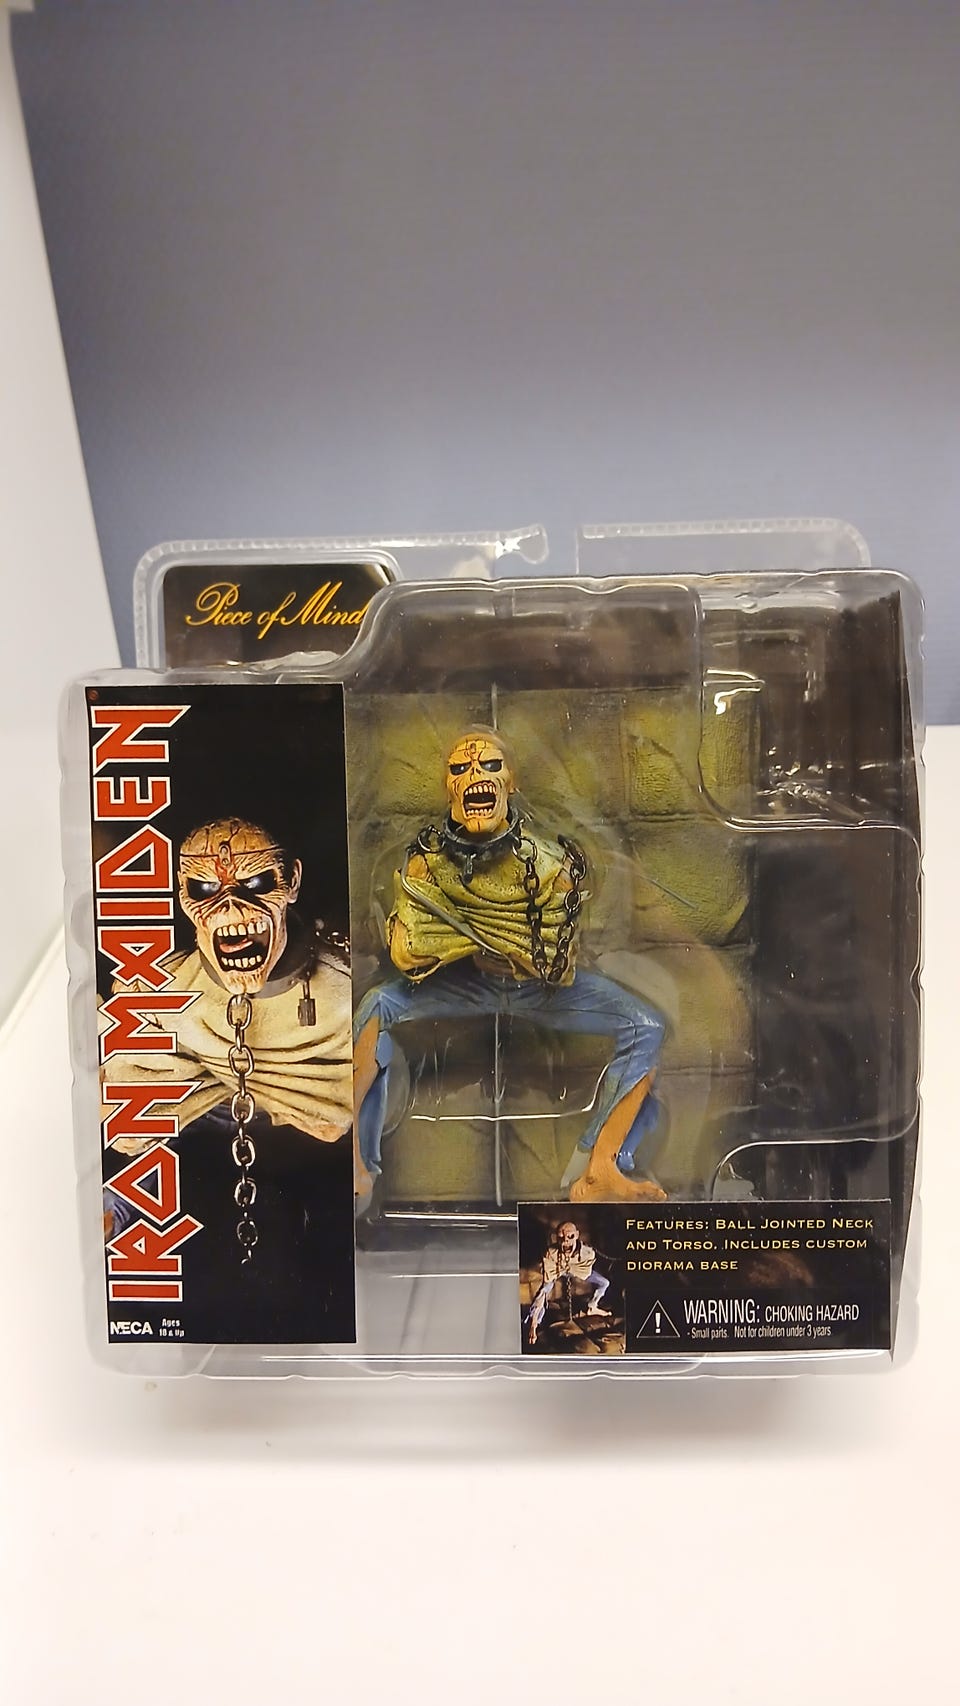 Piece of Mind
IRON MAIDEN
NECA
Ages
18 & Up
FEATURES: BALL JOINTED NECK
AND TORSO. INCLUDES CUSTOM
DIORAMA BASE
WARNING: CHOKING HAZARD
- Small parts. Not for children under 3 years